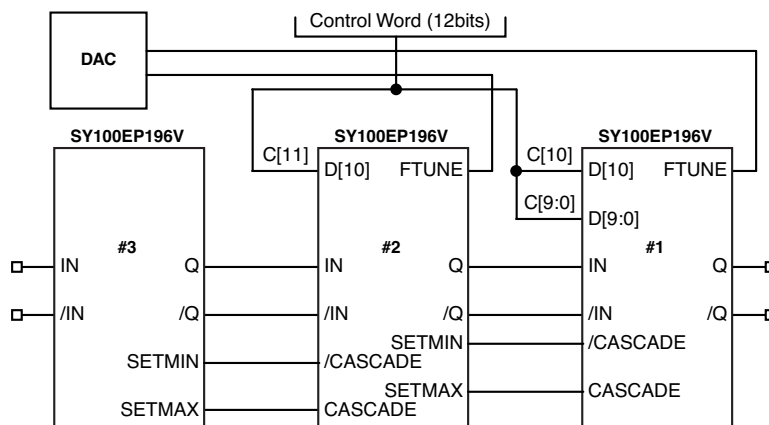 Control Word (12bits)
DAC
SY100EP196V
SY100EP196V
SY100EP196V
C[11]
D[10]
FTUNE
C[10]
D[10]
FTUNE
C[9:0]
D[9:0]
#3
#2
#1
IN
Q
IN
Q
IN
Q
/IN
/Q
/IN
/Q
/IN
/Q
SETMIN
/CASCADE
SETMIN
/CASCADE
SETMAX
CASCADE
SETMAX
CASCADE